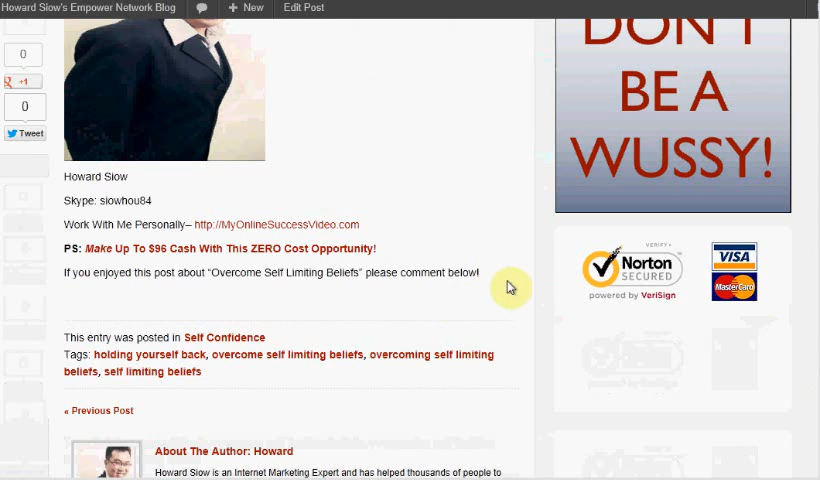 Howard Siow's Empower Network Blog
New
Edit Post
0
+1
0
Tweet
DON'T
BE A
WUSSY!
Howard Siow
Skype: siowhou84
Work With Me Personally– http://MyOnlineSuccessVideo.com
PS: Make Up To $96 Cash With This ZERO Cost Opportunity!
If you enjoyed this post about “Overcome Self Limiting Beliefs” please comment below!
VERIFY▸
Norton
SECURED
powered by VeriSign
VISA
MasterCard
This entry was posted in Self Confidence
Tags: holding yourself back, overcome self limiting beliefs, overcoming self limiting
beliefs, self limiting beliefs
« Previous Post
About The Author: Howard
Howard Siow is an Internet Marketing Expert and has helped thousands of people to